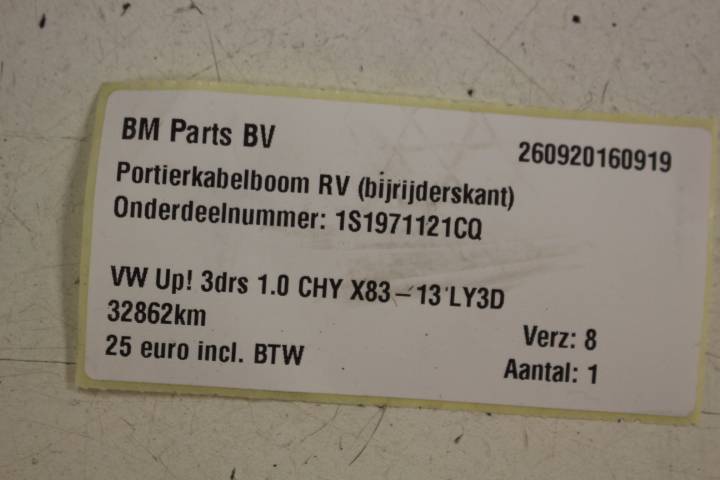 BM Parts BV
260920160919
Portierkabelboom RV (bijrijderskant)
Onderdeelnummer: 1S1971121CQ
VW Up! 3drs 1.0 CHY X83-13 LY3D
32862km
Verz: 8
25 euro incl. BTW
Aantal: 1